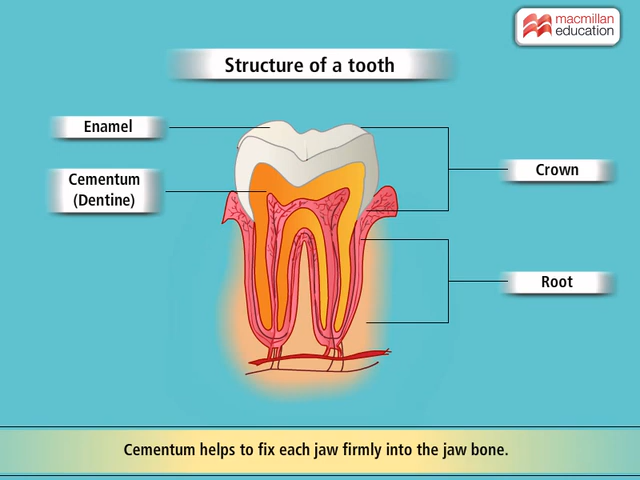 macmillan
education
Structure of a tooth
Enamel
Cementum
(Dentine)
Crown
Root
Cementum helps to fix each jaw firmly into the jaw bone.